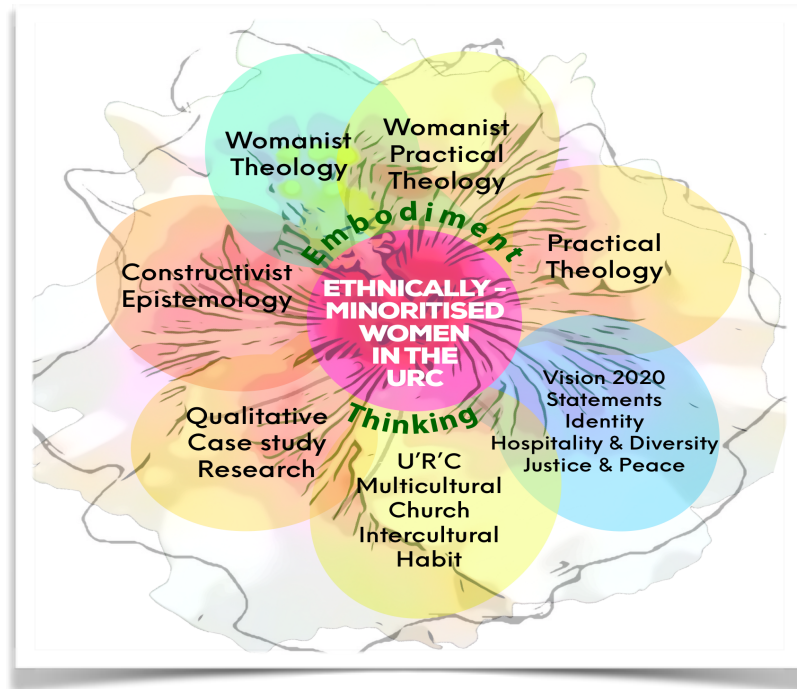 Womanist
Theology
Womanist
Practical
Theology
Embodiment
Practical
Theology
Constructivist
Epistemology
ETHNICALLY -
MINORITISED
WOMEN
IN THE
URC
Vision 2020
Statements
Identity
Hospitality & Diversity
Justice & Peace
Thinking
Qualitative
Case study
Research
U'R'C
Multicultural
Church
Intercultural
Habit